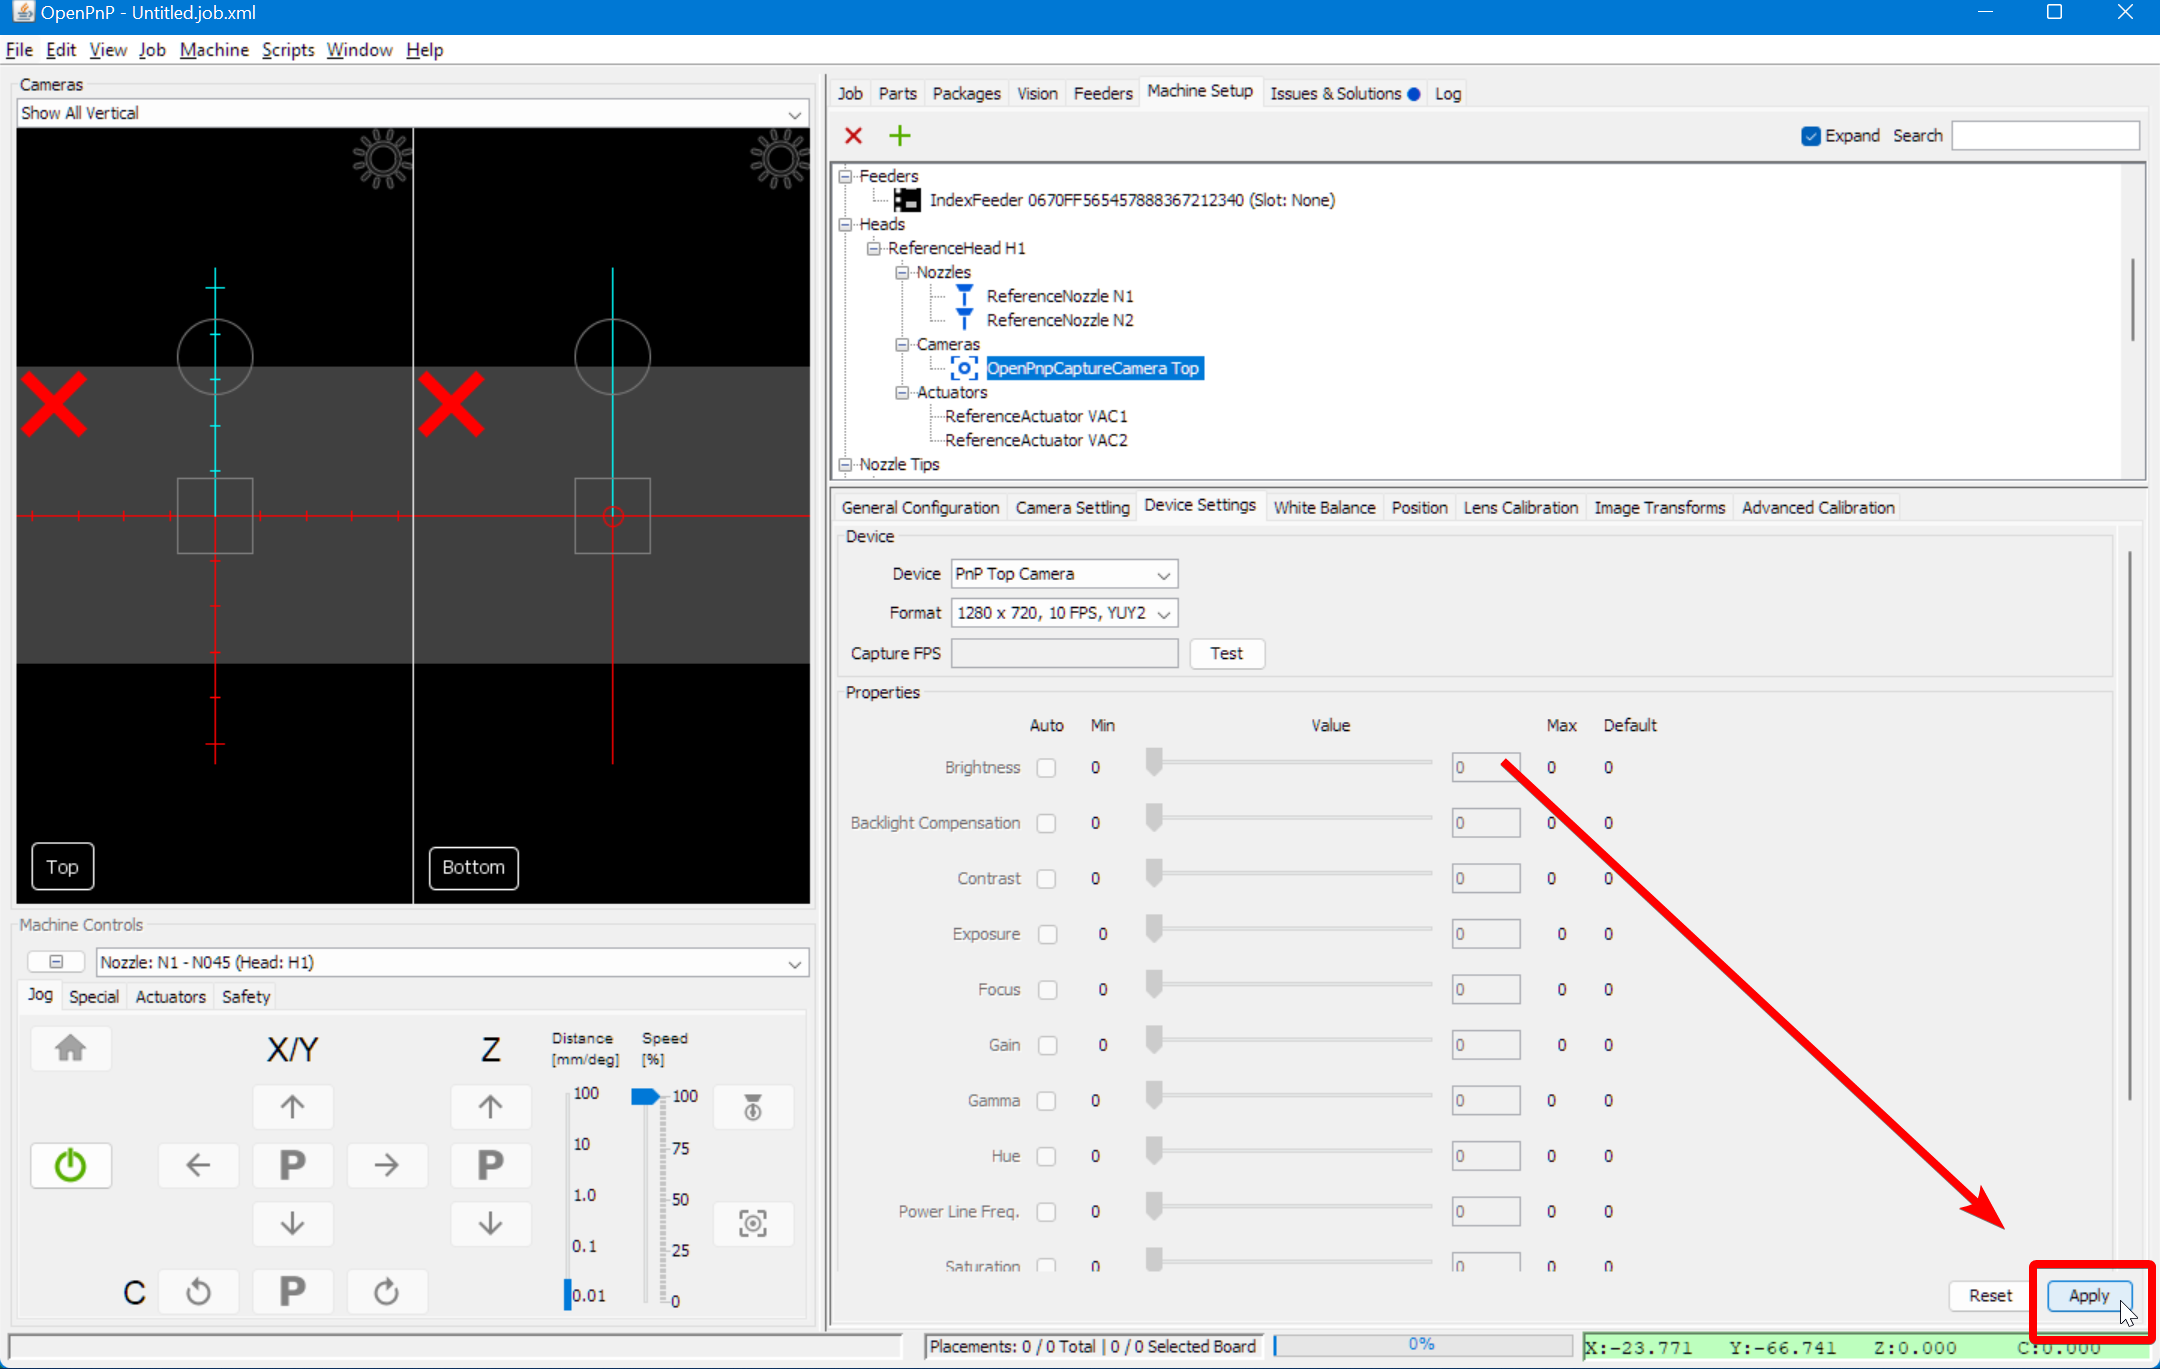 OpenPnP - Untitled.job.xml
File Edit View Job Machine Scripts Window Help
Cameras
Show All Vertical
Top
Bottom
Machine Controls
Nozzle: N1 - N045 (Head: H1)
Jog Special Actuators Safety
X/Y
Z
Distance [mm/deg]
Speed [%]
100
10
1.0
0.1
0.01
100
75
50
25
0
P
P
C
P
Job Parts Packages Vision Feeders Machine Setup Issues & Solutions Log
Expand Search
Feeders
IndexFeeder 0670FF565457888367212340 (Slot: None)
Heads
ReferenceHead H1
Nozzles
ReferenceNozzle N1
ReferenceNozzle N2
Cameras
OpenPnpCaptureCamera Top
Actuators
ReferenceActuator VAC1
ReferenceActuator VAC2
Nozzle Tips
General Configuration Camera Settling Device Settings White Balance Position Lens Calibration Image Transforms Advanced Calibration
Device
Device PnP Top Camera
Format 1280 x 720, 10 FPS, YUY2
Capture FPS Test
Properties
Auto Min Value Max Default
Brightness 0 0 0 0
Backlight Compensation 0 0 0 0
Contrast 0 0 0 0
Exposure 0 0 0 0
Focus 0 0 0 0
Gain 0 0 0 0
Gamma 0 0 0 0
Hue 0 0 0 0
Power Line Freq. 0 0 0 0
Saturation 0 0 0 0
Reset Apply
Placements: 0 / 0 Total | 0 / 0 Selected Board
0%
X:-23.771 Y:-66.741 Z:0.000 C:0.000